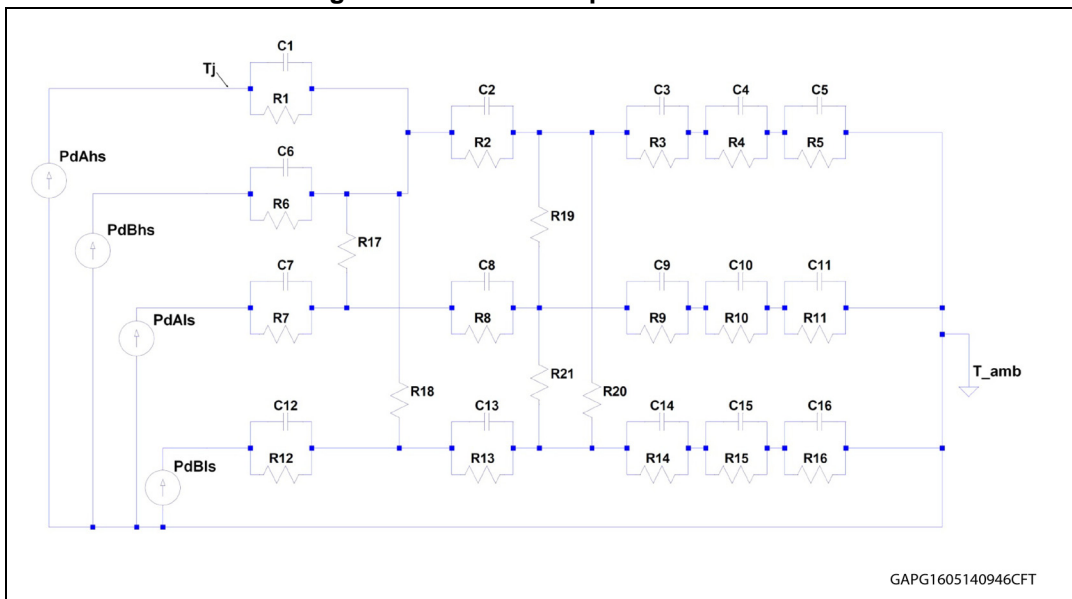 C1
Tj
R1
C2
C3 C4 C5
R2
R3 R4 R5
PdAhs
C6
R6
PdBhs
R19
R17
C7
C8
C9 C10 C11
PdAls
R7
R8
R9 R10 R11
R21
T_amb
R18
R20
C12
C13
C14 C15 C16
PdBls
R12
R13
R14 R15 R16
GAPG1605140946CFT